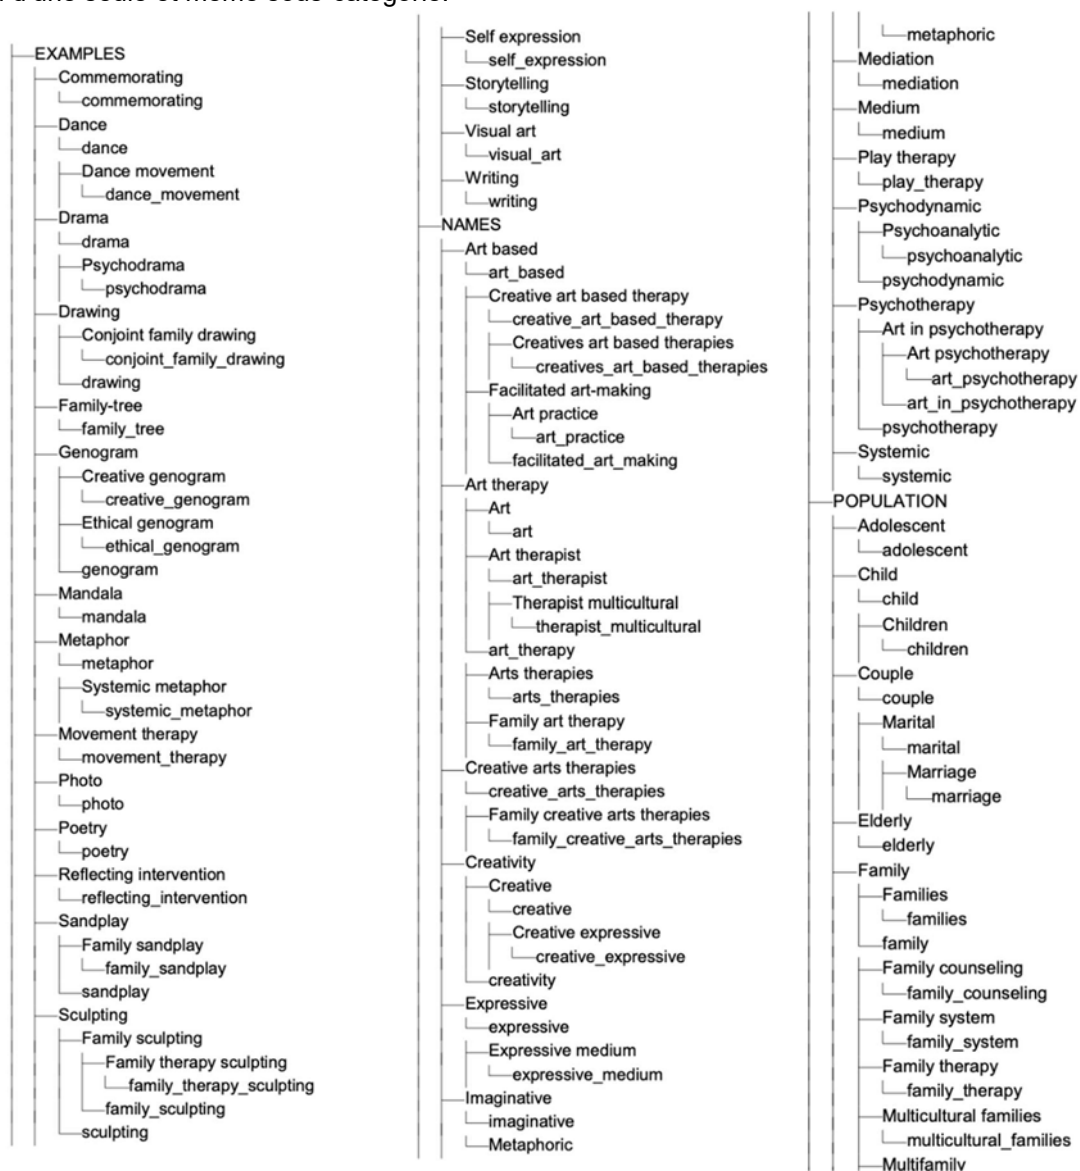 d'une seule et même sous-catégorie.
EXAMPLES
Commemorating
commemorating
Dance
dance
Dance movement
dance_movement
Drama
drama
Psychodrama
psychodrama
Drawing
Conjoint family drawing
conjoint_family_drawing
drawing
Family-tree
family_tree
Genogram
Creative genogram
creative_genogram
Ethical genogram
ethical_genogram
genogram
Mandala
mandala
Metaphor
metaphor
Systemic metaphor
systemic_metaphor
Movement therapy
movement_therapy
Photo
photo
Poetry
poetry
Reflecting intervention
reflecting_intervention
Sandplay
Family sandplay
family_sandplay
sandplay
Sculpting
Family sculpting
Family therapy sculpting
family_therapy_sculpting
family_sculpting
sculpting
Self expression
self_expression
Storytelling
storytelling
Visual art
visual_art
Writing
writing
NAMES
Art based
art_based
Creative art based therapy
creative_art_based_therapy
Creatives art based therapies
creatives_art_based_therapies
Facilitated art-making
Art practice
art_practice
facilitated_art_making
Art therapy
Art
art
Art therapist
art_therapist
Therapist multicultural
therapist_multicultural
art_therapy
Arts therapies
arts_therapies
Family art therapy
family_art_therapy
Creative arts therapies
creative_arts_therapies
Family creative arts therapies
family_creative_arts_therapies
Creativity
Creative
creative
Creative expressive
creative_expressive
creativity
Expressive
expressive
Expressive medium
expressive_medium
Imaginative
imaginative
Metaphoric
metaphoric
Mediation
mediation
Medium
medium
Play therapy
play_therapy
Psychodynamic
Psychoanalytic
psychoanalytic
psychodynamic
Psychotherapy
Art in psychotherapy
Art psychotherapy
art_psychotherapy
art_in_psychotherapy
psychotherapy
Systemic
systemic
POPULATION
Adolescent
adolescent
Child
child
Children
children
Couple
couple
Marital
marital
Marriage
marriage
Elderly
elderly
Family
Families
families
family
Family counseling
family_counseling
Family system
family_system
Family therapy
family_therapy
Multicultural families
multicultural_families
Multifamily